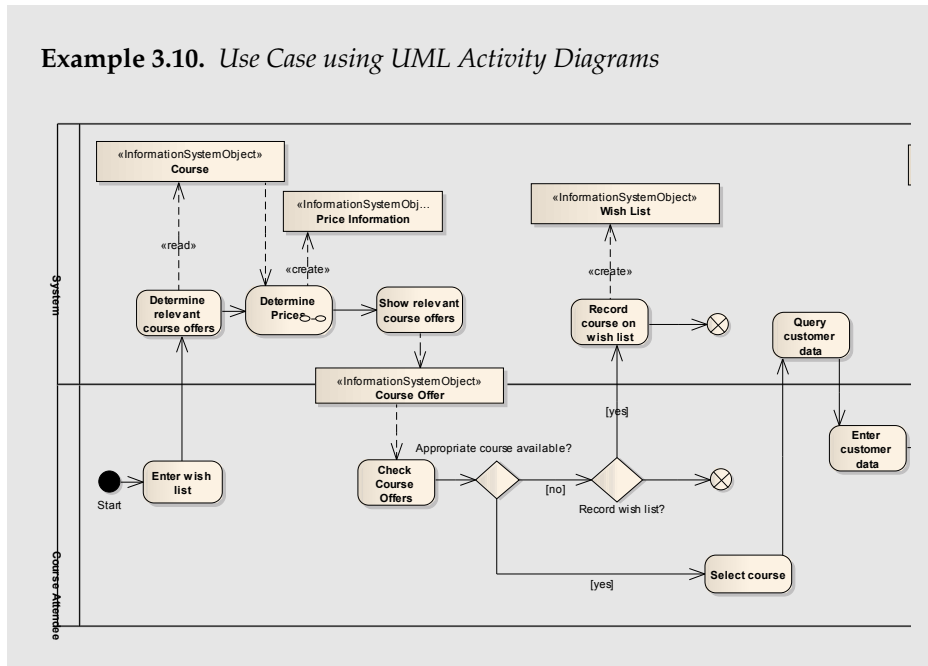 Example 3.10. Use Case using UML Activity Diagrams
«InformationSystemObject»
Course
«InformationSystemObj...
Price Information
«InformationSystemObject»
Wish List
«read»
«create»
«create»
System
Determine
relevant
course offers
Determine
Prices
Show relevant
course offers
Record
course on
wish list
Query
customer
data
«InformationSystemObject»
Course Offer
[yes]
Enter
customer
data
Appropriate course available?
Enter wish
list
Start
Check
Course
Offers
[no]
Record wish list?
Course Attendee
Select course
[yes]